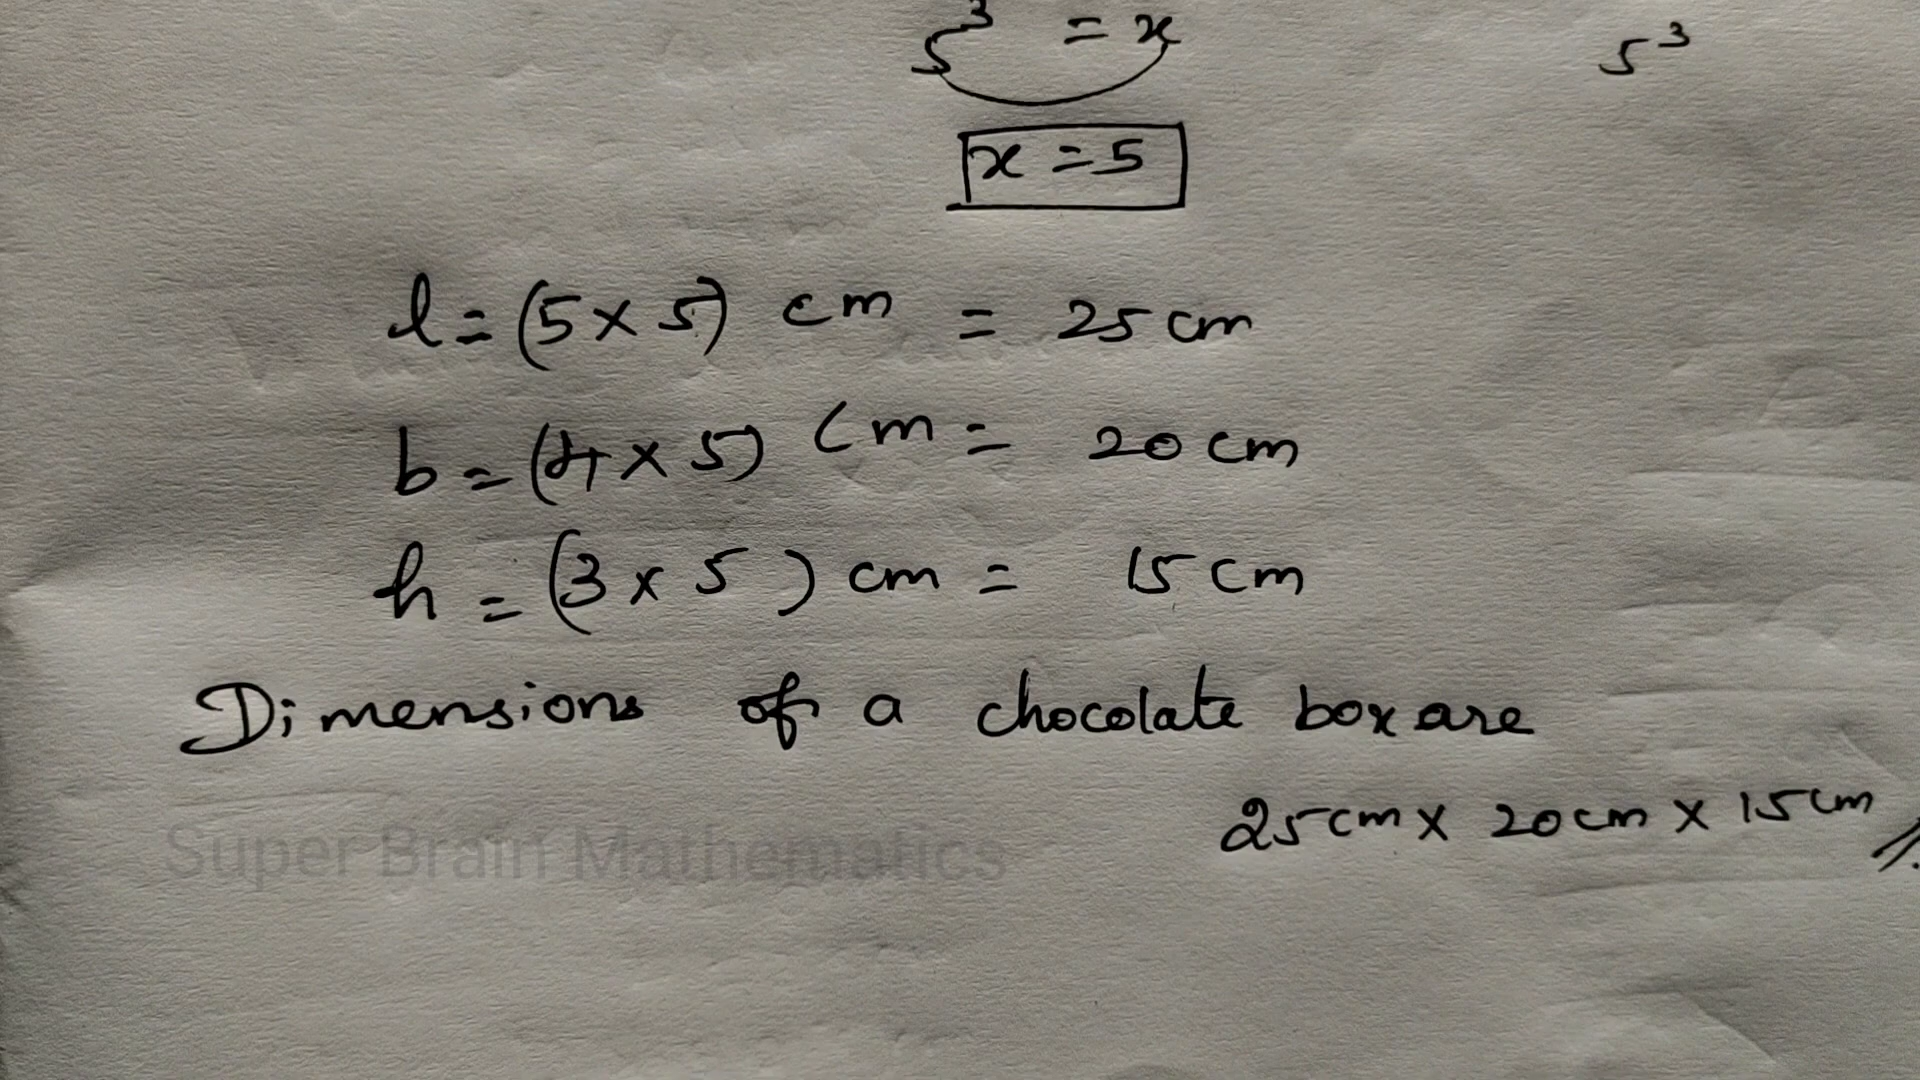 5³ = x 5³
x = 5
l = (5 × 5) cm = 25 cm
b = (4 × 5) cm = 20 cm
h = (3 × 5) cm = 15 cm
Dimensions of a chocolate box are
25 cm × 20 cm × 15 cm //.
Super Brain Mathematics